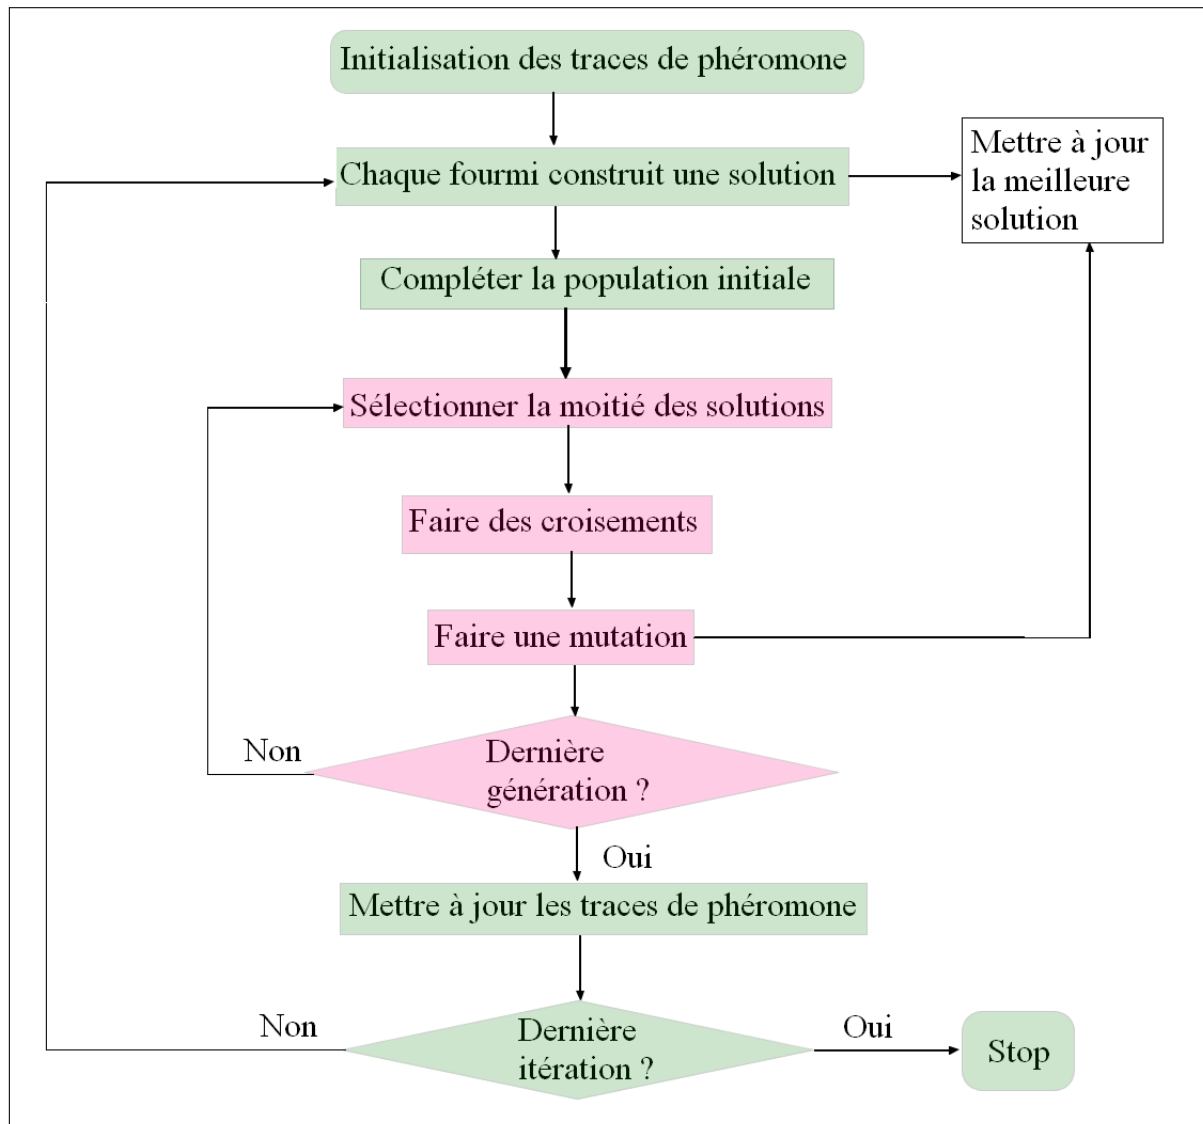 Initialisation des traces de phéromone
Chaque fourmi construit une solution
Mettre à jour
la meilleure
solution
Compléter la population initiale
Sélectionner la moitié des solutions
Faire des croisements
Faire une mutation
Non
Dernière
génération ?
Oui
Mettre à jour les traces de phéromone
Non
Dernière
itération ?
Oui
Stop